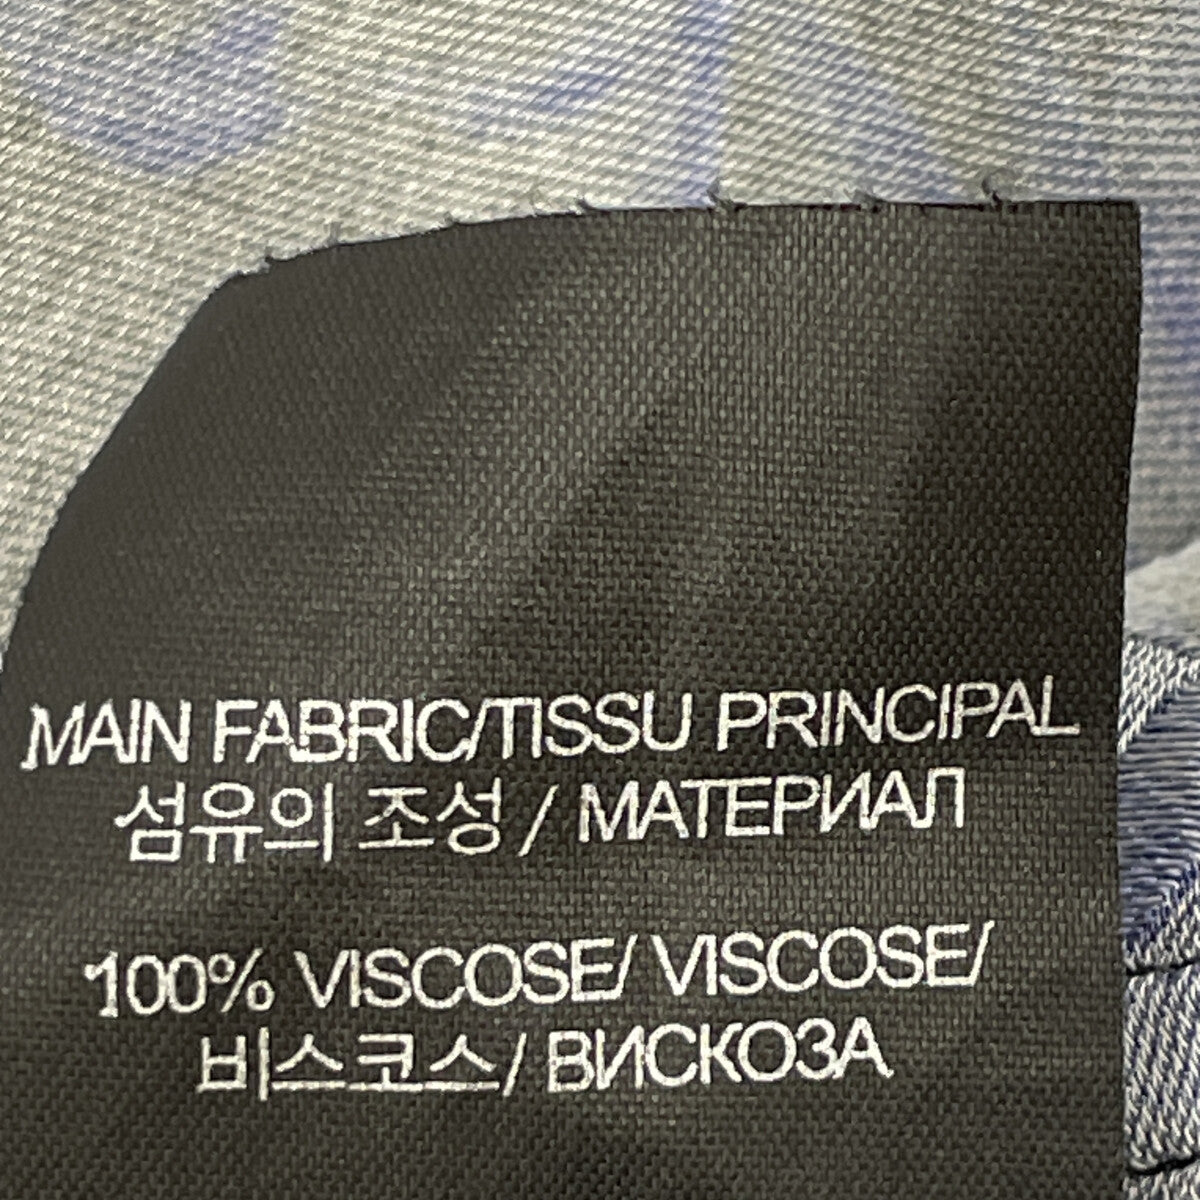 MAIN FABRIC/TISSU PRINCIPAL
섬유의 조성 / МАТЕРИАЛ
100% VISCOSE/ VISCOSE/
비스코스/ ВИСКОЗА